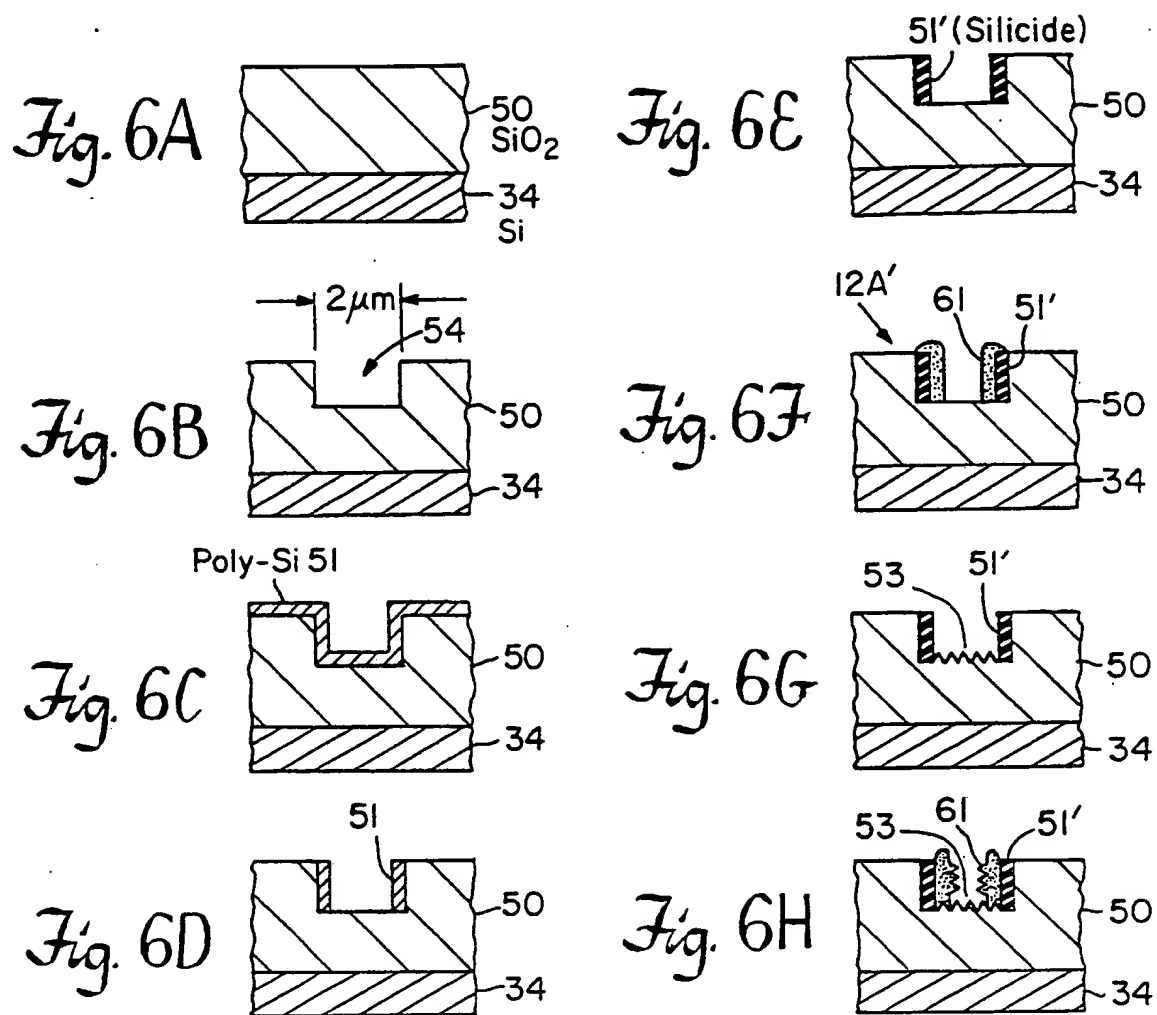 Fig. 6A
50
SiO2
34
Si
2μm
54
Fig. 6B
50
34
Poly-Si 51
Fig. 6C
50
34
51
Fig. 6D
50
34
51'(Silicide)
Fig. 6E
50
34
12A'
61
51'
Fig. 6F
50
34
53
51'
Fig. 6G
50
34
53
61
51'
Fig. 6H
50
34